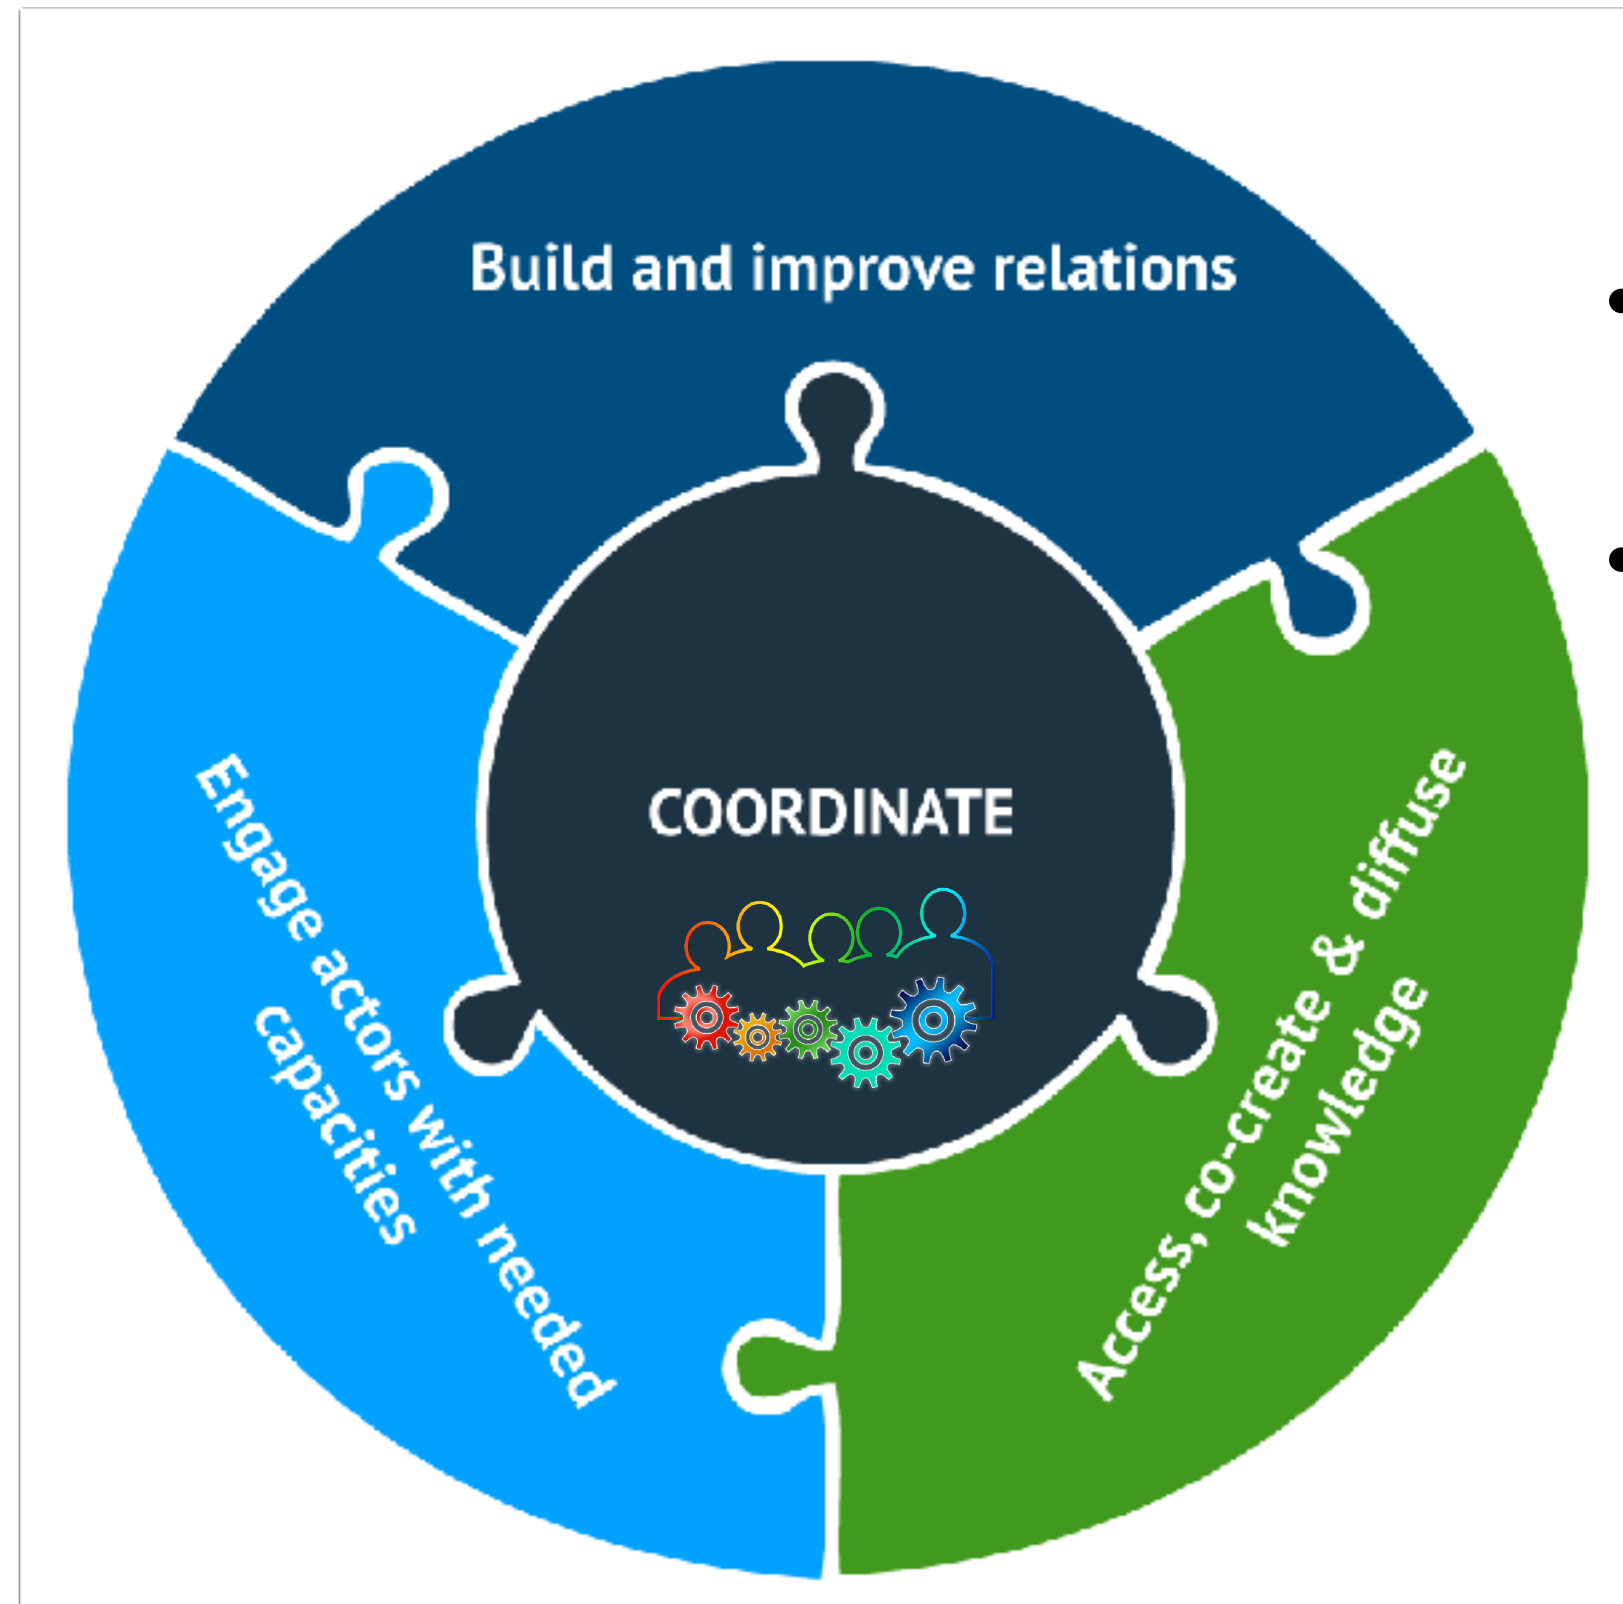 Build and improve relations
COORDINATE
Engage actors with needed
capacities
Access, co-create & diffuse
knowledge